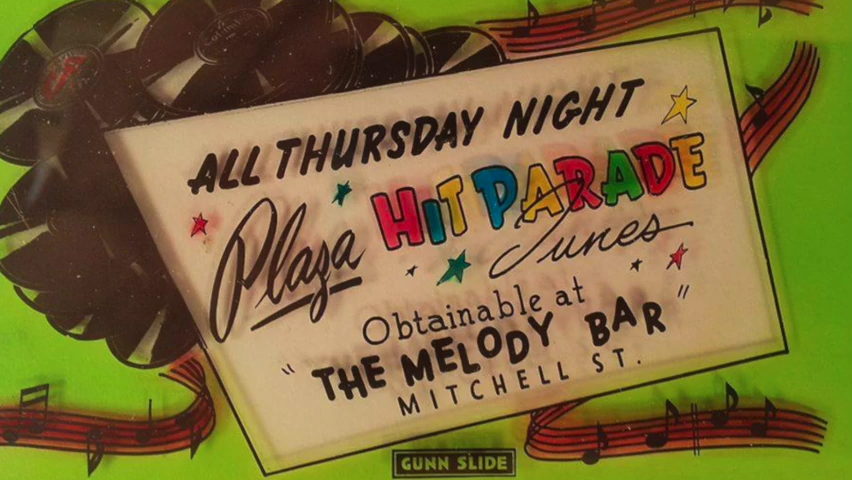 ALL THURSDAY NIGHT
Plaza HIT PARADE
Tunes
Obtainable at
"THE MELODY BAR"
MITCHELL ST.
GUNN SLIDE